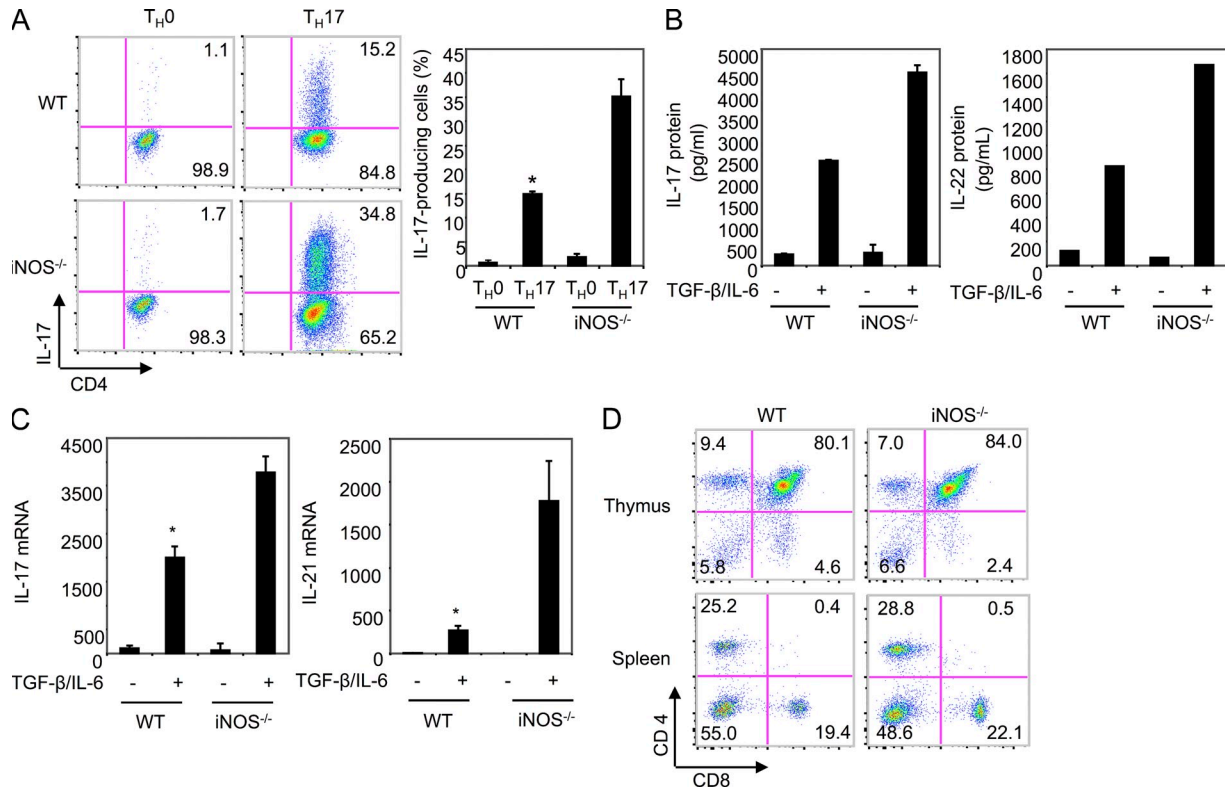 A
T_H0
T_H17
WT
1.1
98.9
15.2
84.8
iNOS-/-
1.7
98.3
34.8
65.2
IL-17
CD4
IL-17-producing cells (%)
45
40
35
30
25
20
15
10
5
0
*
T_H0 T_H17 T_H0 T_H17
WT iNOS-/-
B
IL-17 protein
(pg/ml)
5000
4500
4000
3500
3000
2500
2000
1500
1000
500
0
TGF-β/IL-6 - + - +
WT iNOS-/-
IL-22 protein
(pg/mL)
1800
1600
1400
1200
1000
800
600
400
200
0
TGF-β/IL-6 - + - +
WT iNOS-/-
C
IL-17 mRNA
4500
3500
2500
1500
500
0
*
TGF-β/IL-6 - + - +
WT iNOS-/-
IL-21 mRNA
2500
2000
1500
1000
500
0
*
TGF-β/IL-6 - + - +
WT iNOS-/-
D
WT iNOS-/-
Thymus
9.4 80.1
5.8 4.6
7.0 84.0
6.6 2.4
Spleen
25.2 0.4
55.0 19.4
28.8 0.5
48.6 22.1
CD 4
CD8